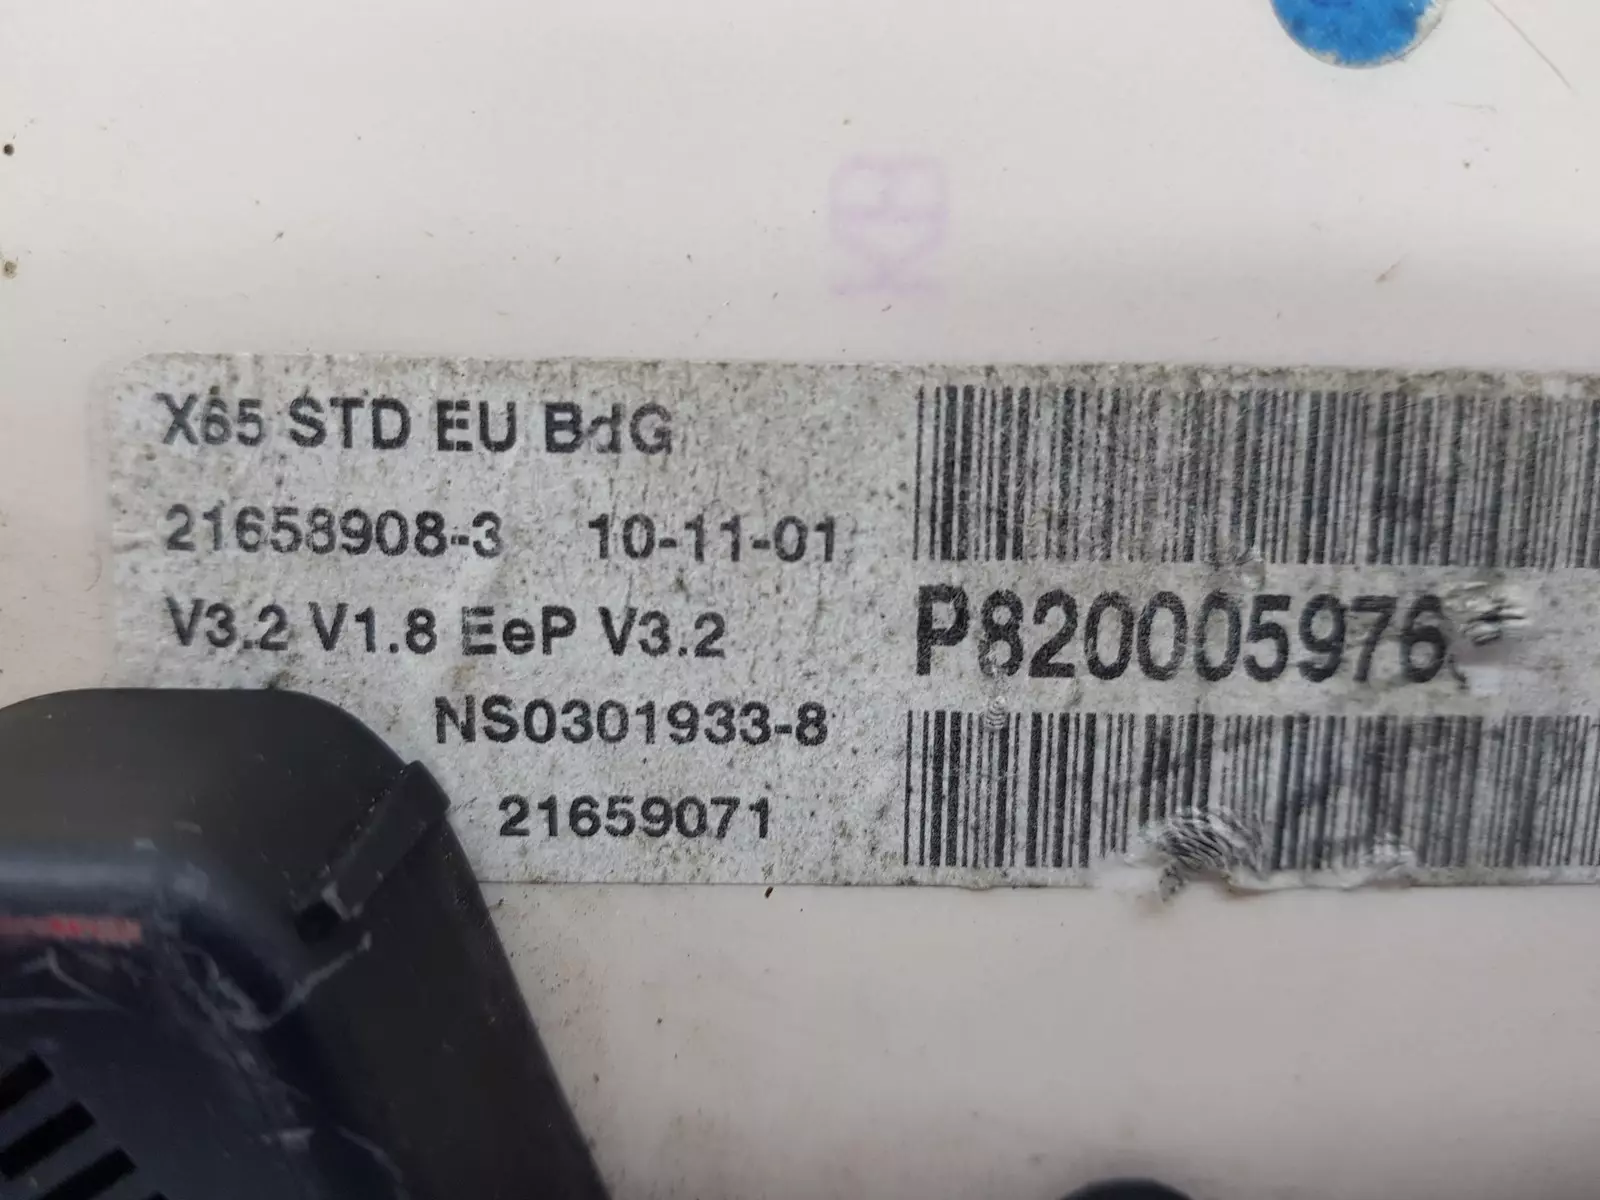 KB
X65 STD EU BdG
21658908-3 10-11-01
V3.2 V1.8 EeP V3.2
NS0301933-8
21659071